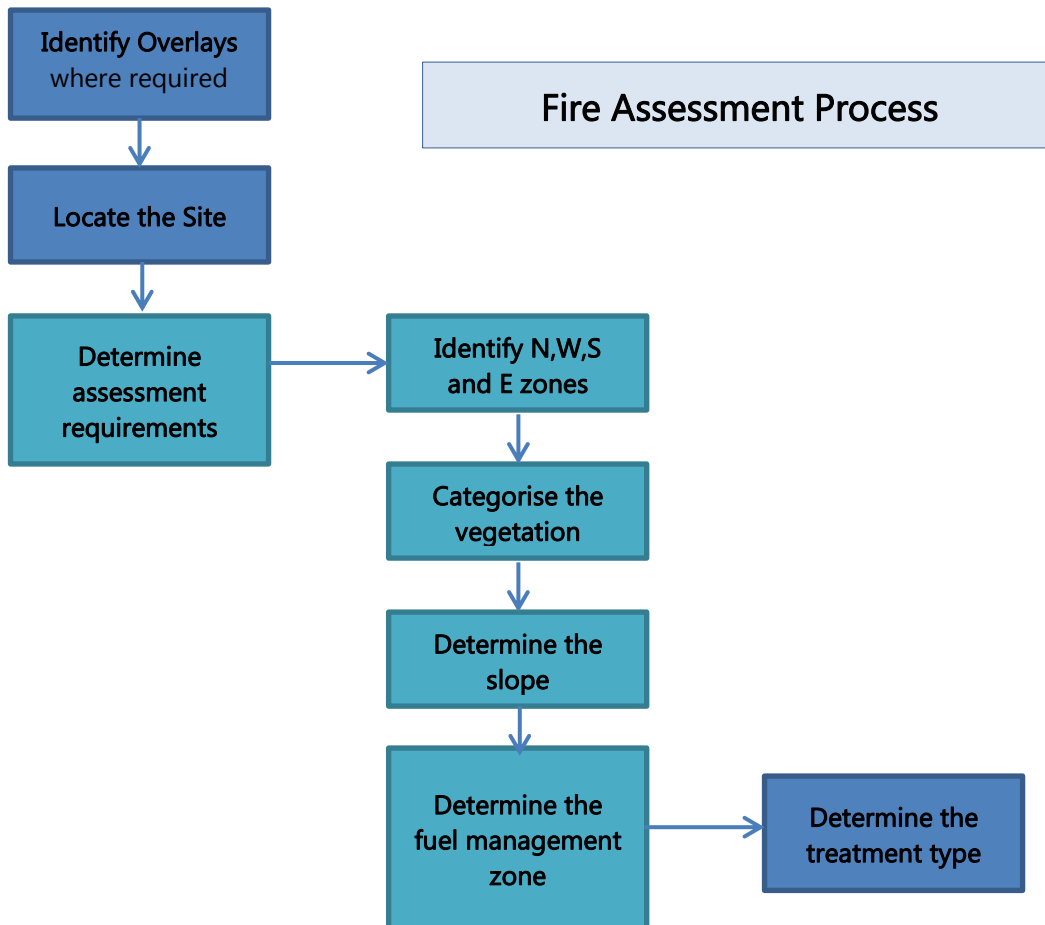 Identify Overlays
where required
Fire Assessment Process
Locate the Site
Determine
assessment
requirements
Identify N,W,S
and E zones
Categorise the
vegetation
Determine the
slope
Determine the
fuel management
zone
Determine the
treatment type